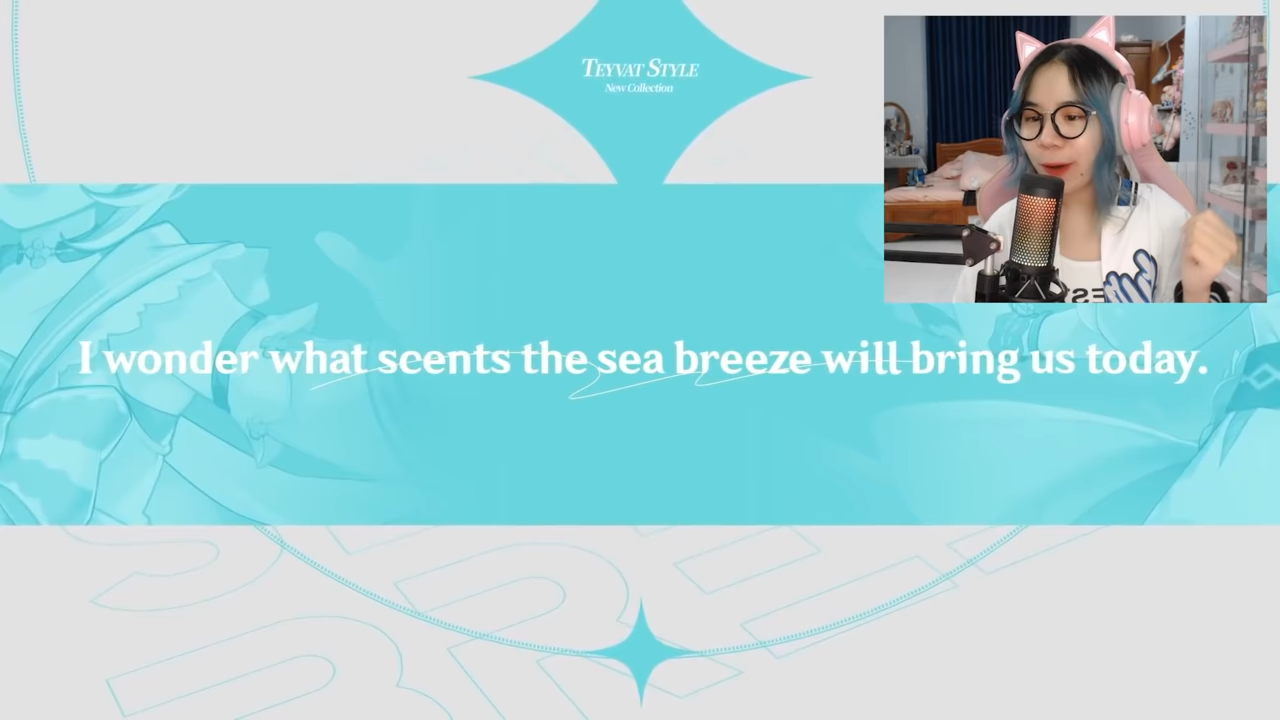 TEYVAT STYLE
New Collection
I wonder what scents the sea breeze will bring us today.